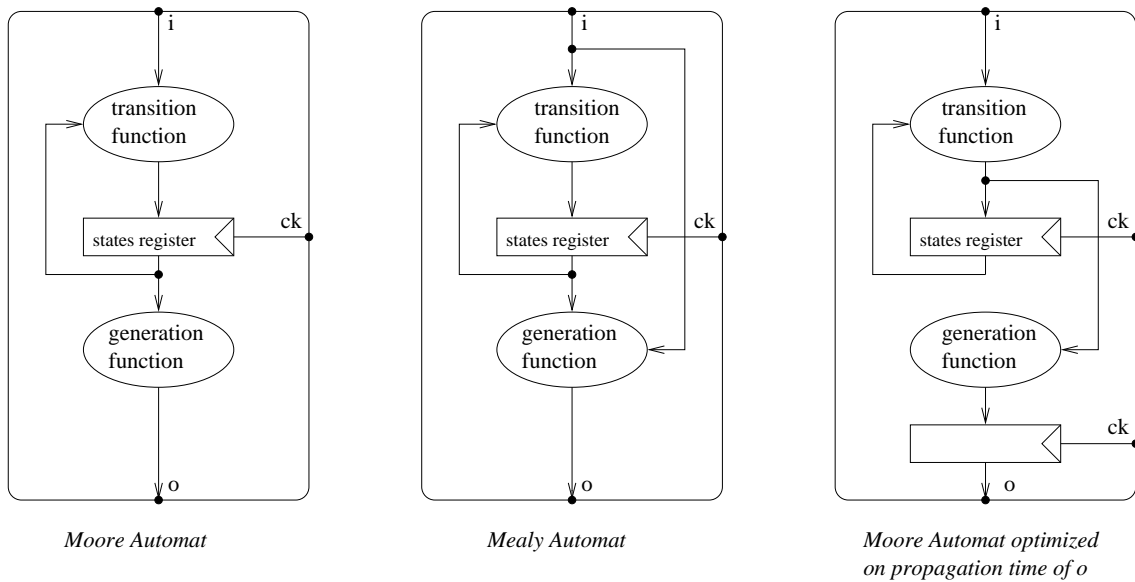 i
transition
function
ck
states register
generation
function
o
Moore Automat
i
transition
function
ck
states register
generation
function
o
Mealy Automat
i
transition
function
ck
states register
generation
function
ck
o
Moore Automat optimized
on propagation time of o